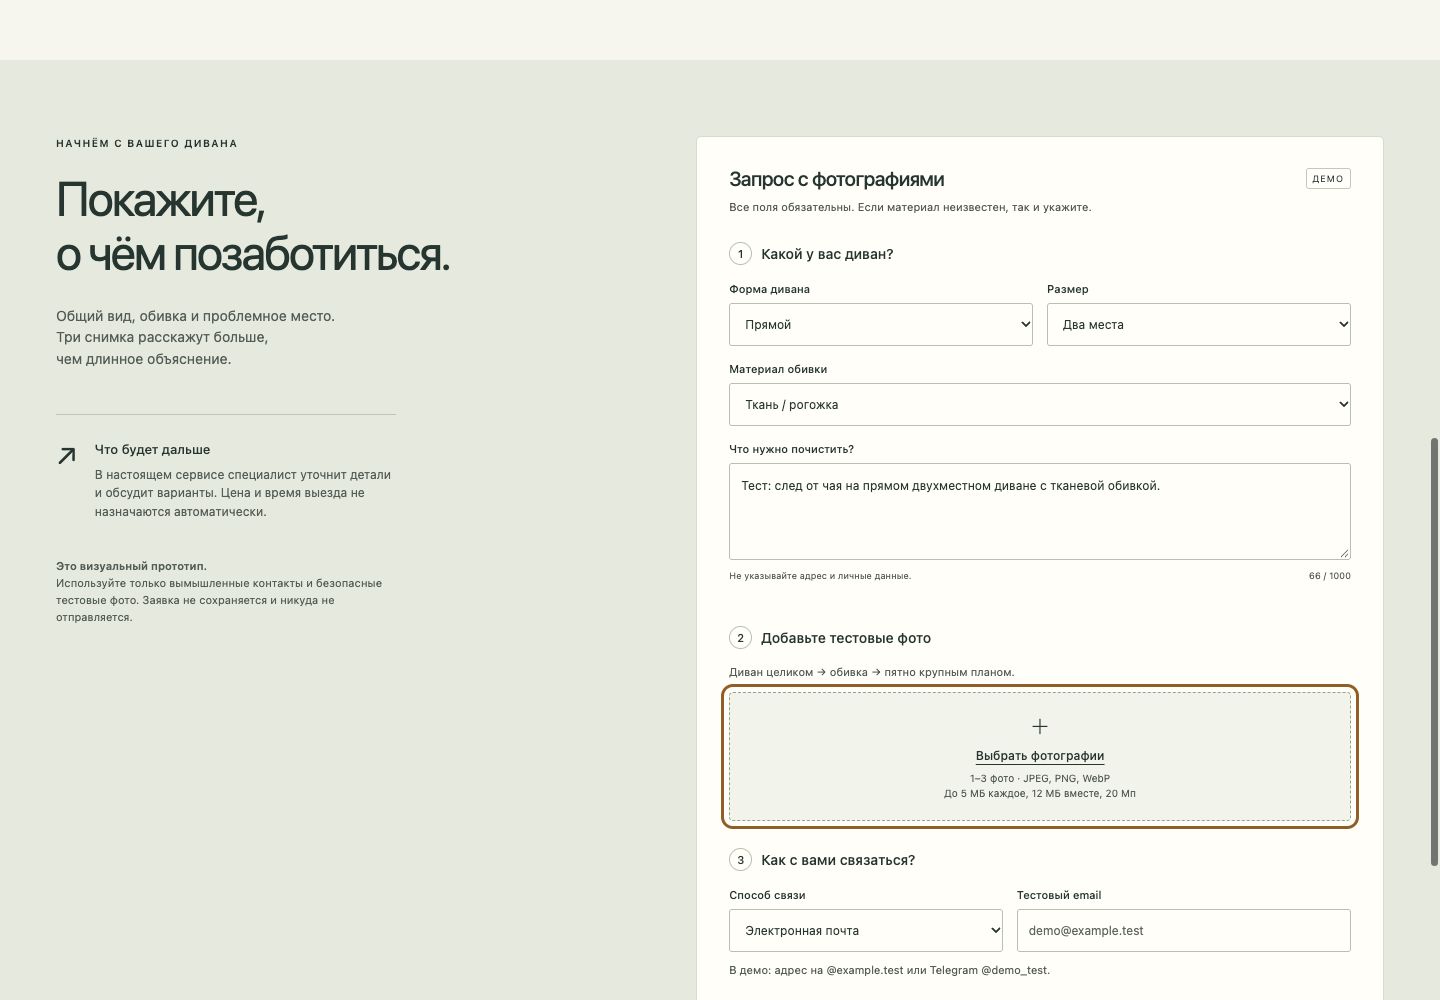 НАЧНЁМ С ВАШЕГО ДИВАНА
Покажите,
о чём позаботиться.
Общий вид, обивка и проблемное место.
Три снимка расскажут больше,
чем длинное объяснение.
Что будет дальше
В настоящем сервисе специалист уточнит детали
и обсудит варианты. Цена и время выезда не
назначаются автоматически.
Это визуальный прототип.
Используйте только вымышленные контакты и безопасные
тестовые фото. Заявка не сохраняется и никуда не
отправляется.
Запрос с фотографиями
ДЕМО
Все поля обязательны. Если материал неизвестен, так и укажите.
1 Какой у вас диван?
Форма дивана
Прямой
Размер
Два места
Материал обивки
Ткань / рогожка
Что нужно почистить?
Тест: след от чая на прямом двухместном диване с тканевой обивкой.
Не указывайте адрес и личные данные.
66 / 1000
2 Добавьте тестовые фото
Диван целиком → обивка → пятно крупным планом.
Выбрать фотографии
1–3 фото · JPEG, PNG, WebP
До 5 МБ каждое, 12 МБ вместе, 20 Мп
3 Как с вами связаться?
Способ связи
Электронная почта
Тестовый email
demo@example.test
В демо: адрес на @example.test или Telegram @demo_test.